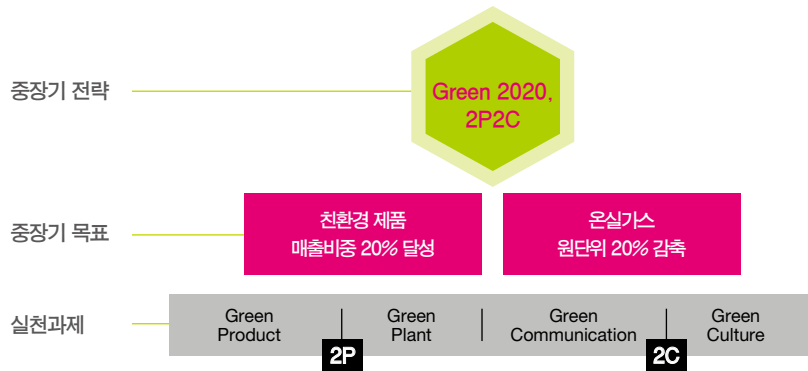 중장기 전략
Green 2020,
2P2C
중장기 목표
친환경 제품
매출비중 20% 달성
온실가스
원단위 20% 감축
실천과제
Green
Product
Green
Plant
Green
Communication
Green
Culture
2P
2C